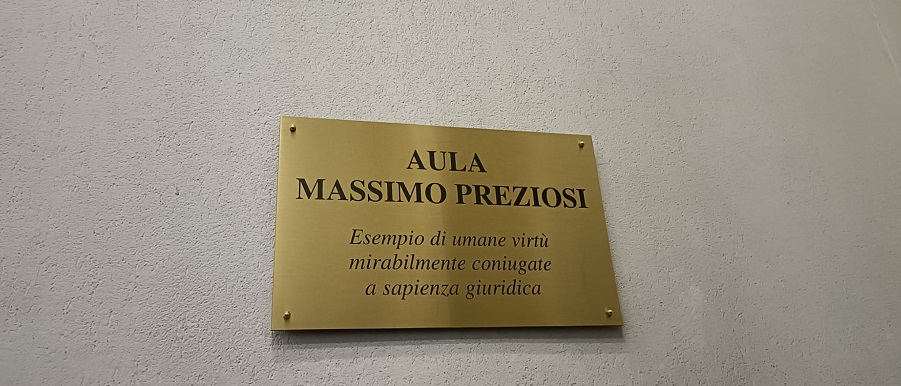 AULA
MASSIMO PREZIOSI
Esempio di umane virtù
mirabilmente coniugate
a sapienza giuridica